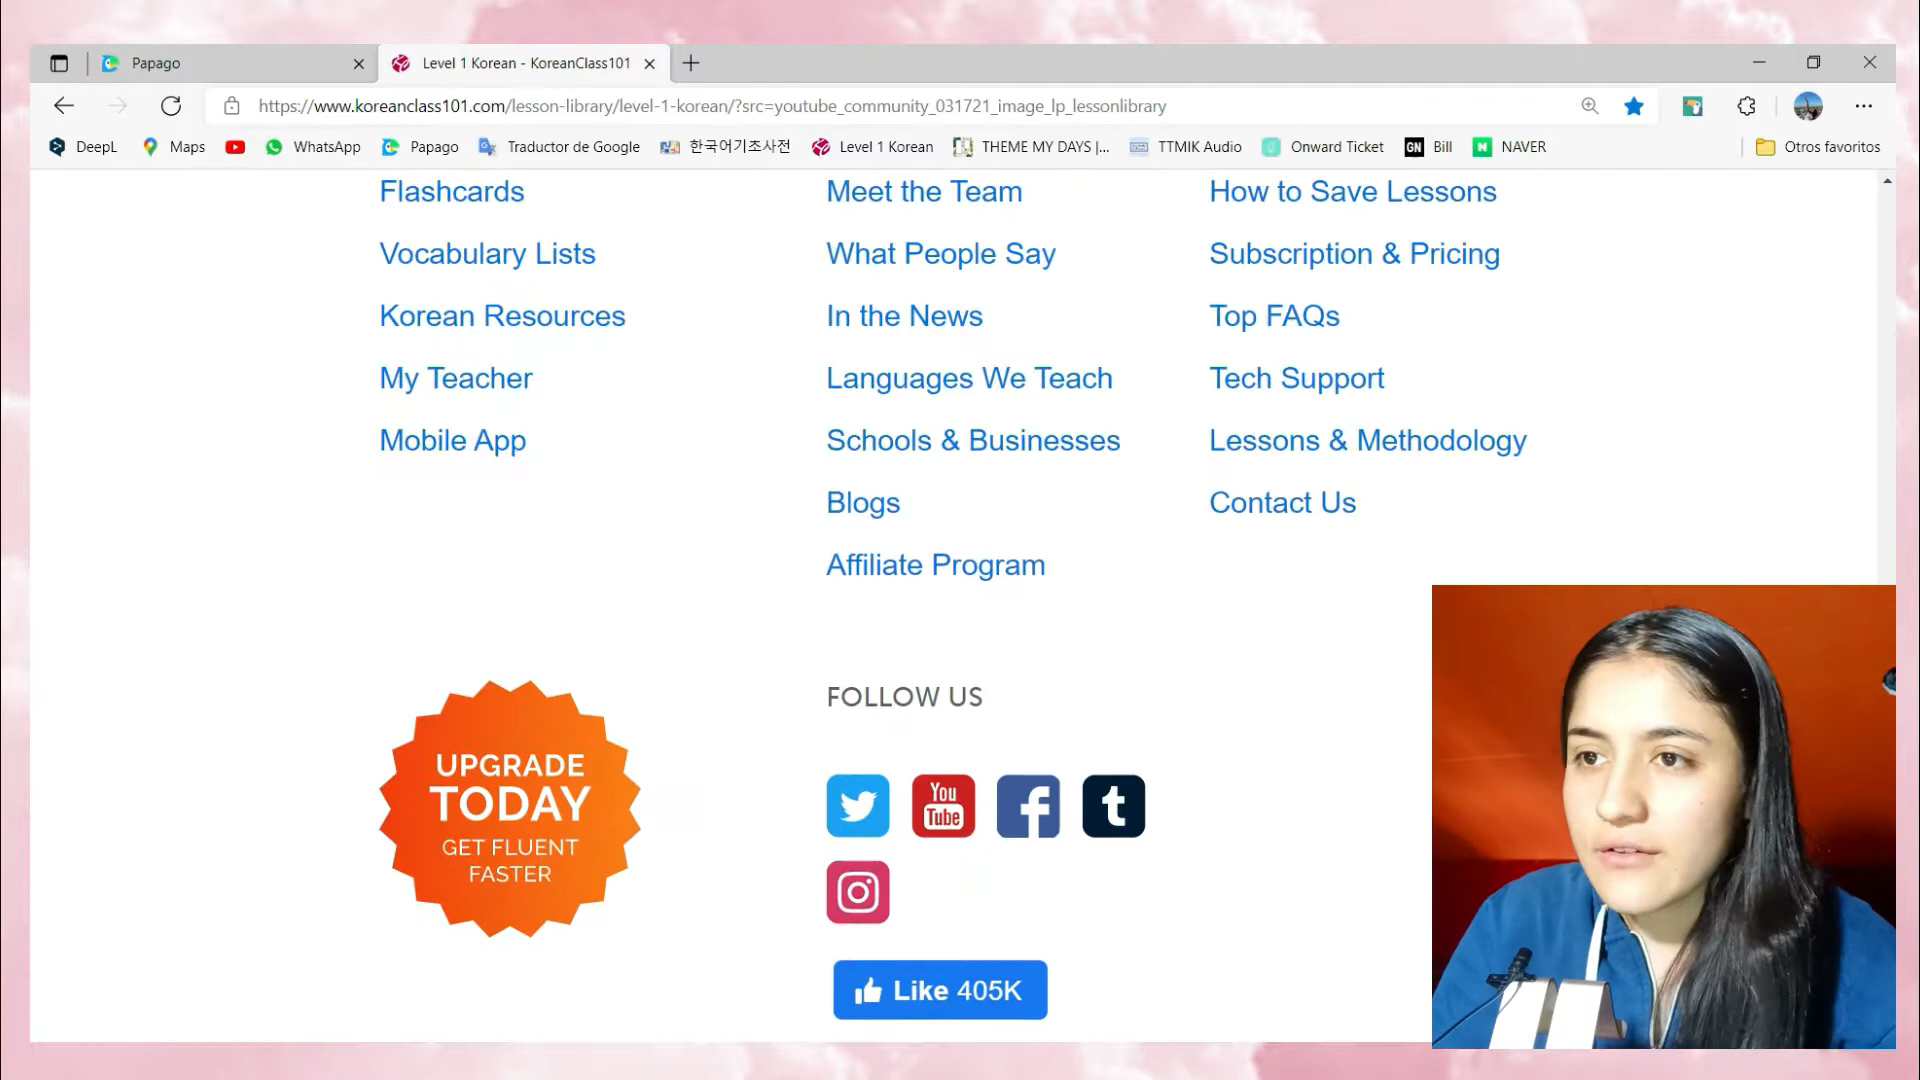 Papago
Level 1 Korean - KoreanClass101
https://www.koreanclass101.com/lesson-library/level-1-korean/?src=youtube_community_031721_image_lp_lessonlibrary
DeepL
Maps
WhatsApp
Papago
Traductor de Google
한국어기초사전
Level 1 Korean
THEME MY DAYS |...
TTMIK Audio
Onward Ticket
GN
Bill
N
NAVER
Otros favoritos
Flashcards
Vocabulary Lists
Korean Resources
My Teacher
Mobile App
Meet the Team
What People Say
In the News
Languages We Teach
Schools & Businesses
Blogs
Affiliate Program
How to Save Lessons
Subscription & Pricing
Top FAQs
Tech Support
Lessons & Methodology
Contact Us
UPGRADE
TODAY
GET FLUENT
FASTER
FOLLOW US
You
Tube
Like 405K